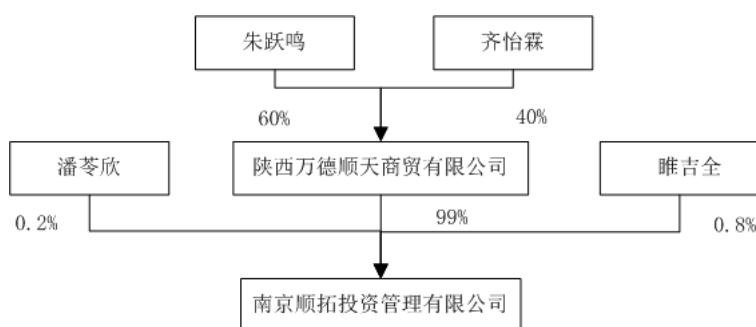 朱跃鸣
齐怡霖
60%
40%
潘苓欣
陕西万德顺天商贸有限公司
睢吉全
0.2%
99%
0.8%
南京顺拓投资管理有限公司